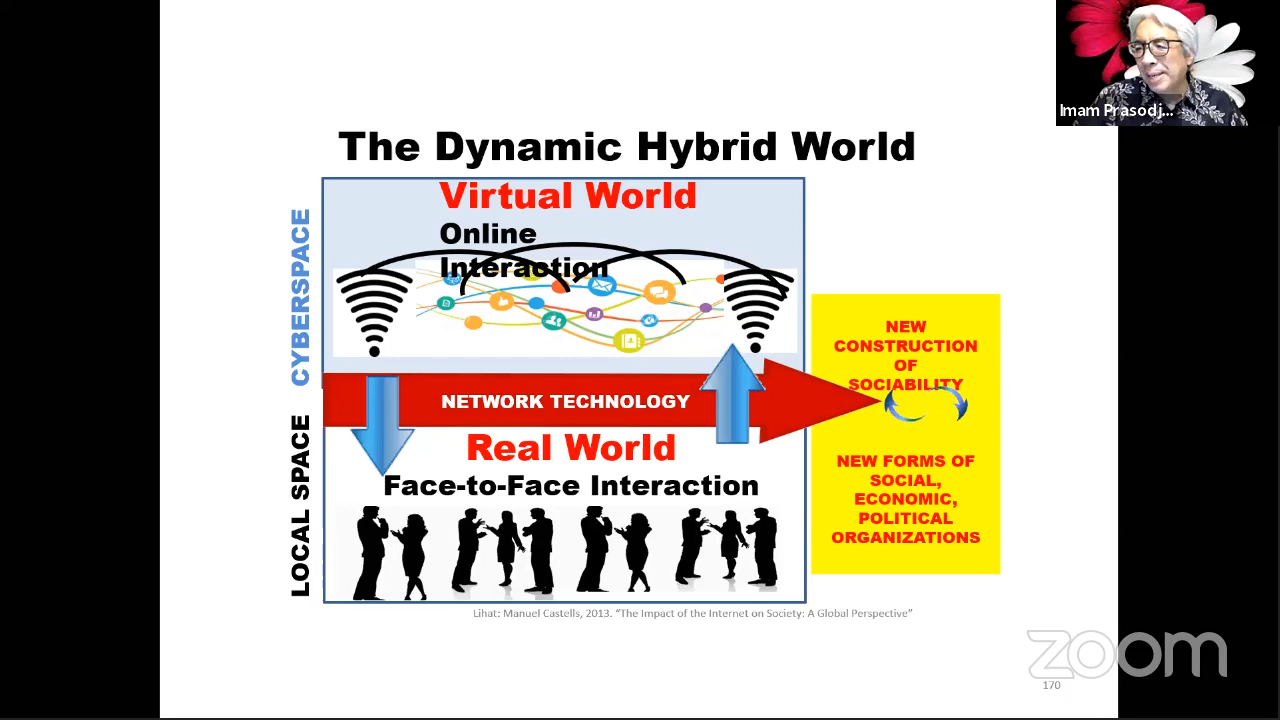 Imam Prasodj...
The Dynamic Hybrid World
Virtual World
Online
Interaction
CYBERSPACE
NETWORK TECHNOLOGY
NEW
CONSTRUCTION
OF
SOCIABILITY
Real World
Face-to-Face Interaction
LOCAL SPACE
NEW FORMS OF
SOCIAL,
ECONOMIC,
POLITICAL
ORGANIZATIONS
Lihat: Manuel Castells, 2013. “The Impact of the Internet on Society: A Global Perspective”
zoom
170